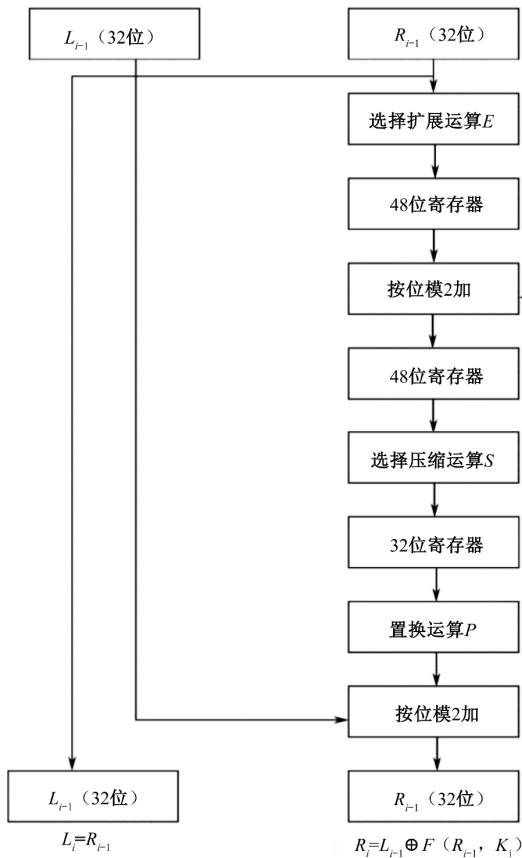 L_{i-1}（32位）
R_{i-1}（32位）
选择扩展运算E
48位寄存器
按位模2加
48位寄存器
选择压缩运算S
32位寄存器
置换运算P
按位模2加
L_{i-1}（32位）
R_{i-1}（32位）
L_i=R_{i-1}
R_i=L_{i-1}⊕F（R_{i-1}，K_i）